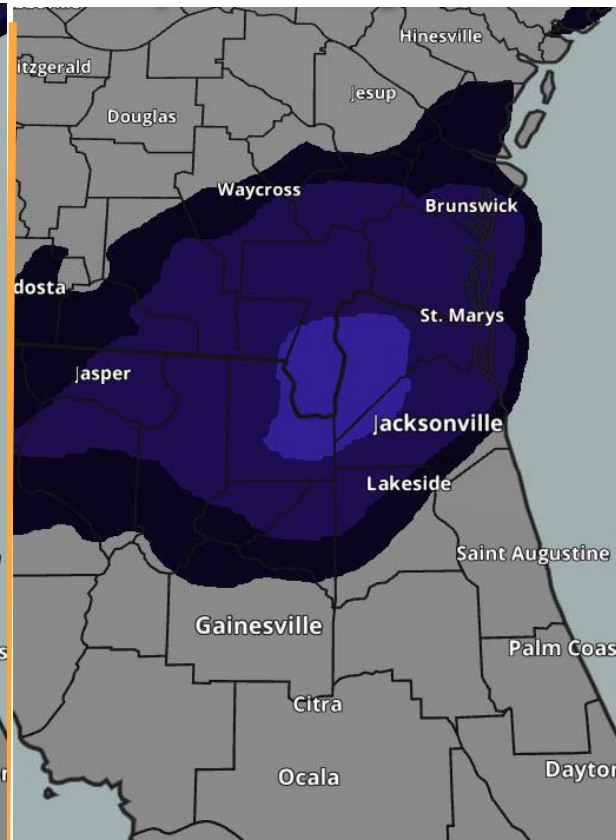 Hinesville
itzgerald
Jesup
Douglas
Waycross
Brunswick
dosta
St. Marys
Jasper
Jacksonville
Lakeside
Saint Augustine
Gainesville
Palm Coas
Citra
Ocala
Dayton